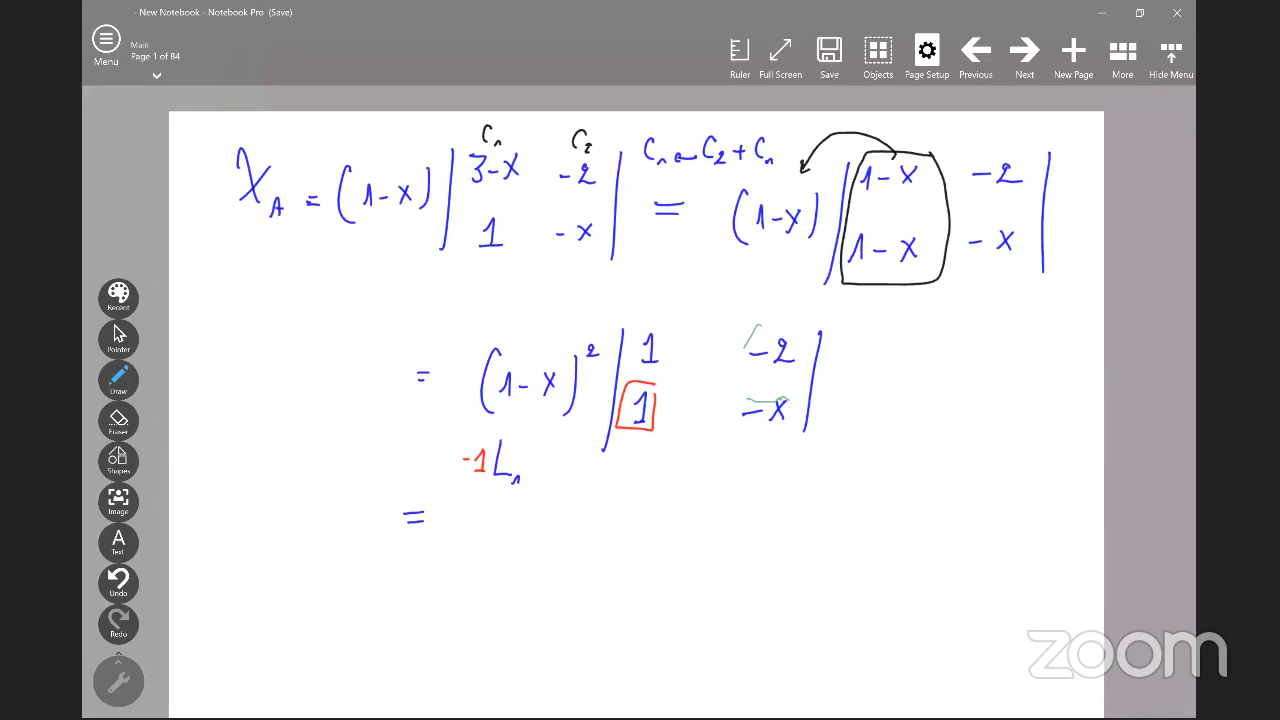 - New Notebook - Notebook Pro (Save)
Menu
Main
Page 1 of 84
Ruler
Full Screen
Save
Objects
Page Setup
Previous
Next
New Page
More
Hide Menu
C₁ C₂
χ_A = (1-X) | 3-X -2 | C₁ ← C₂ + C₁ | 1-X -2 |
| 1 -X | = (1-X) | 1-X -X |
= (1-X)² | 1 -2 |
| 1 -X |
-1 L₁
=
Recent
Pointer
Draw
Eraser
Shapes
Image
A
Text
Undo
Redo
zoom